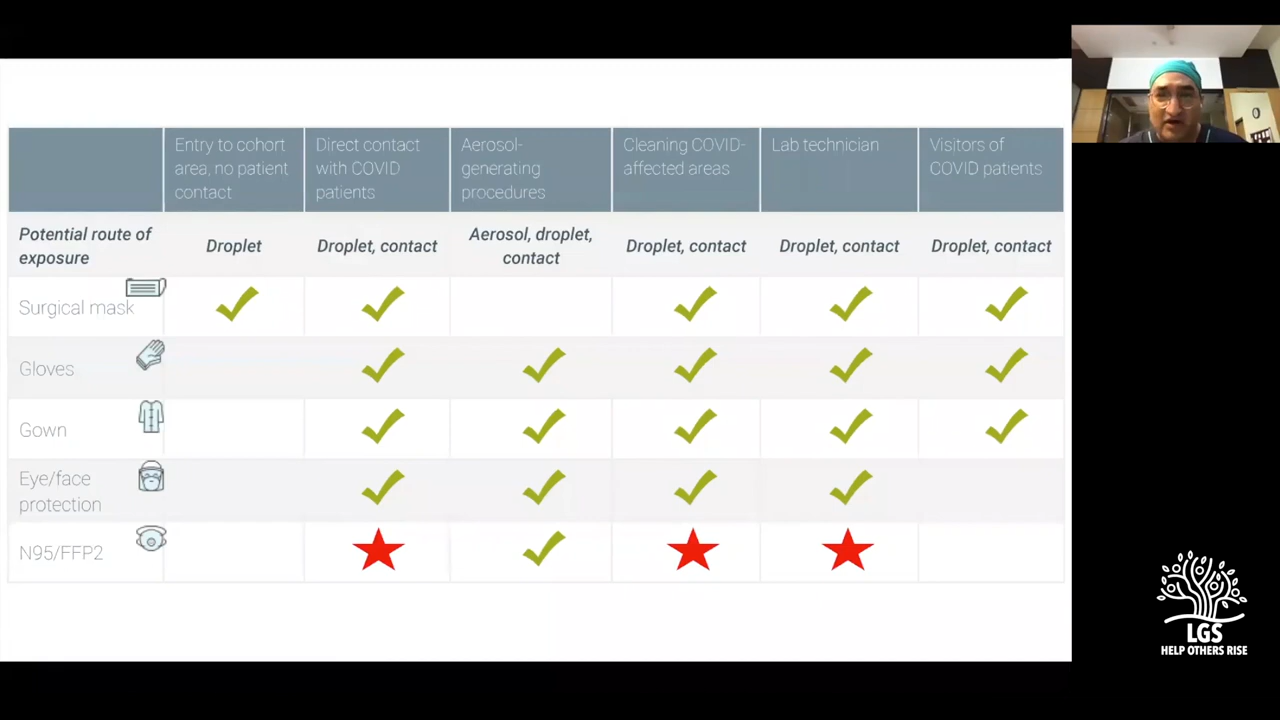 Entry to cohort
area, no patient
contact
Direct contact
with COVID
patients
Aerosol-
generating
procedures
Cleaning COVID-
affected areas
Lab technician
Visitors of
COVID patients
Potential route of
exposure
Droplet
Droplet, contact
Aerosol, droplet,
contact
Droplet, contact
Droplet, contact
Droplet, contact
Surgical mask
Gloves
Gown
Eye/face
protection
N95/FFP2
LGS
HELP OTHERS RISE